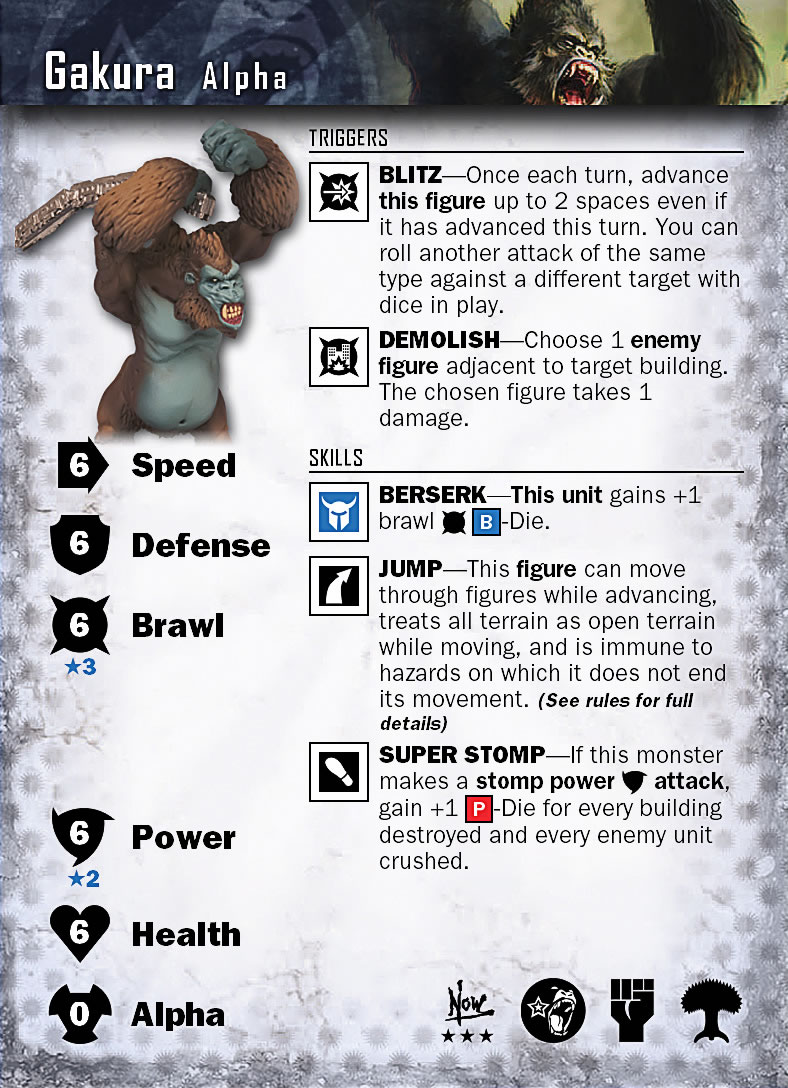 Gakura Alpha
TRIGGERS
BLITZ—Once each turn, advance
this figure up to 2 spaces even if
it has advanced this turn. You can
roll another attack of the same
type against a different target with
dice in play.
DEMOLISH—Choose 1 enemy
figure adjacent to target building.
The chosen figure takes 1
damage.
6 Speed
6 Defense
6 Brawl
★3
6 Power
★2
6 Health
0 Alpha
SKILLS
BERSERK—This unit gains +1
brawl B-Die.
JUMP—This figure can move
through figures while advancing,
treats all terrain as open terrain
while moving, and is immune to
hazards on which it does not end
its movement. (See rules for full
details)
SUPER STOMP—If this monster
makes a stomp power attack,
gain +1 P-Die for every building
destroyed and every enemy unit
crushed.
Now
★★★